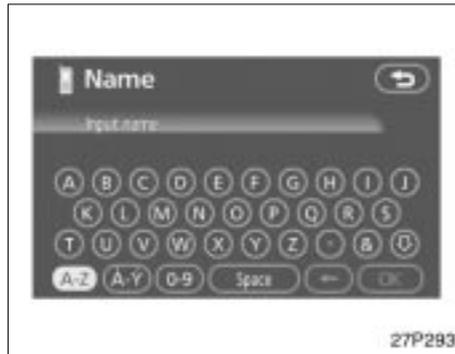 Name
Input name
A B C D E F G H I J
K L M N O P Q R S
T U V W X Y Z - &
A-Z À-Ý 0-9 Space ← OK
27P293